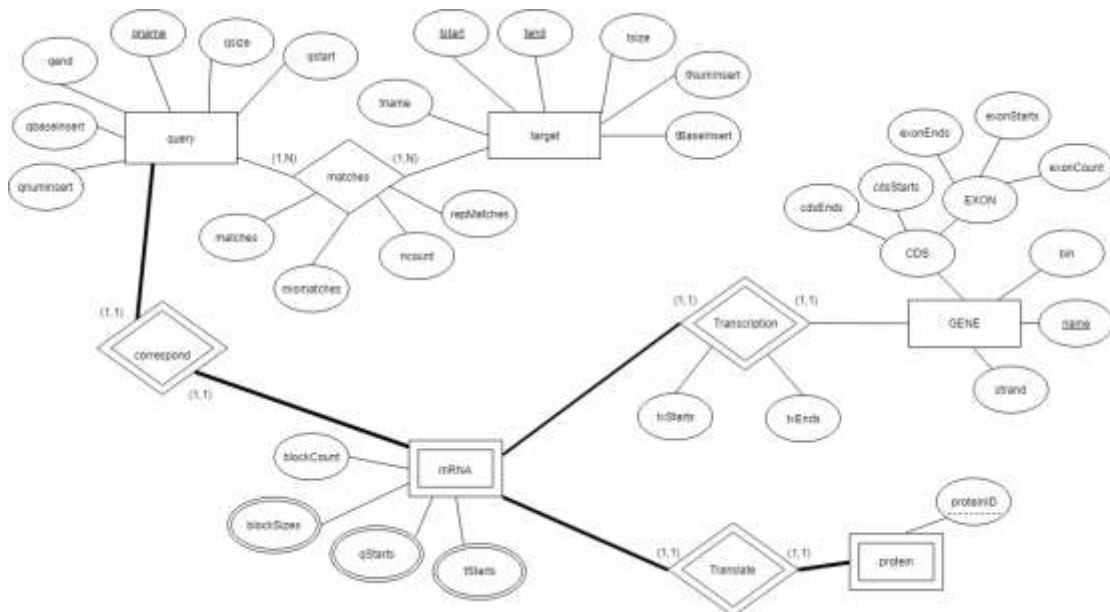 qname
qsize
qend
qstart
qbaseinsert
qnuminsert
query
tstart
tend
tsize
tNumInsert
tname
target
tBaseInsert
(1,N)
(1,N)
matches
matches
mismatches
ncount
repMatches
exonEnds
exonStarts
exonCount
cdsStarts
cdsEnds
EXON
CDS
bin
GENE
name
strand
(1,1)
correspond
(1,1)
(1,1)
(1,1)
Transcription
txStarts
txEnds
blockCount
mRNA
blockSizes
qStarts
tStarts
proteinID
(1,1)
(1,1)
Translate
protein